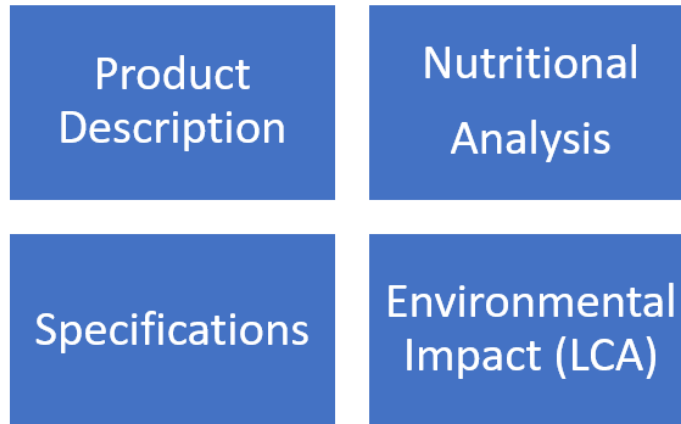 Product
Description
Nutritional
Analysis
Specifications
Environmental
Impact (LCA)